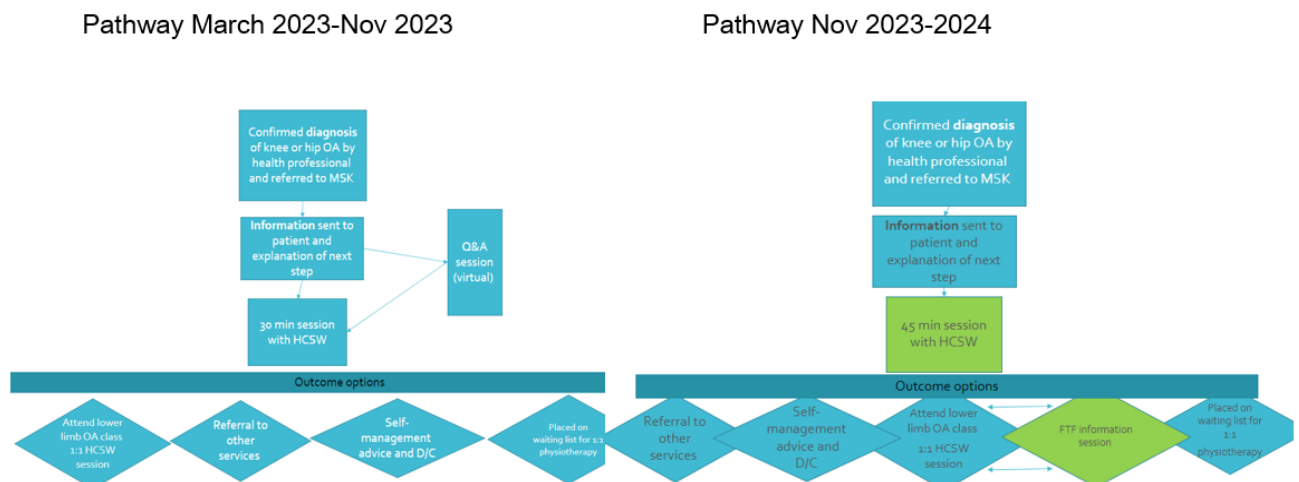 Pathway March 2023-Nov 2023
Confirmed diagnosis
of knee or hip OA by
health professional
and referred to MSK
Information sent to
patient and
explanation of next
step
Q&A
session
(virtual)
30 min session
with HCSW
Outcome options
Attend lower
limb OA class
1:1 HCSW
session
Referral to
other
services
Self-
management
advice and D/C
Placed on
waiting list for 1:1
physiotherapy
Pathway Nov 2023-2024
Confirmed diagnosis
of knee or hip OA by
health professional
and referred to MSK
Information sent to
patient and
explanation of next
step
45 min session
with HCSW
Outcome options
Referral to
other
services
Self-
management
advice and D/C
Attend lower
limb OA class
1:1 HCSW
session
FTF information
session
Placed on
waiting list for
1:1
physiotherapy